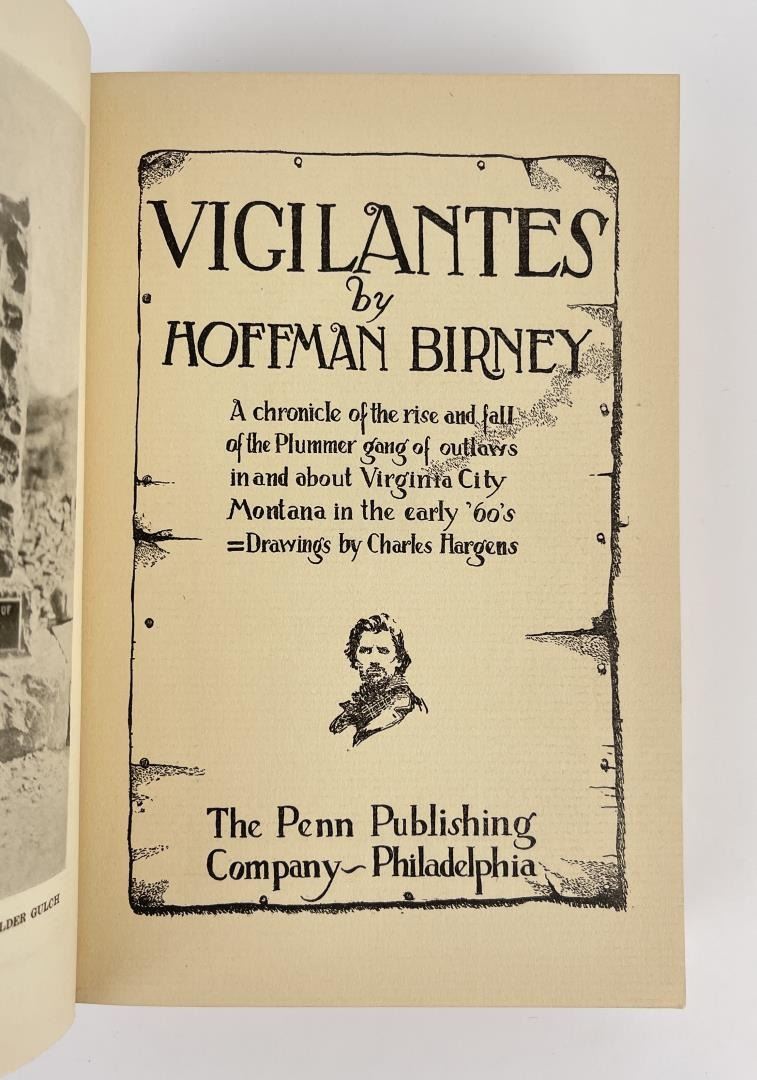 VIGILANTES
by
HOFFMAN BIRNEY
A chronicle of the rise and fall
of the Plummer gang of outlaws
in and about Virginia City
Montana in the early '60's
=Drawings by Charles Hargens
The Penn Publishing
Company~Philadelphia
OF
LDER GULCH